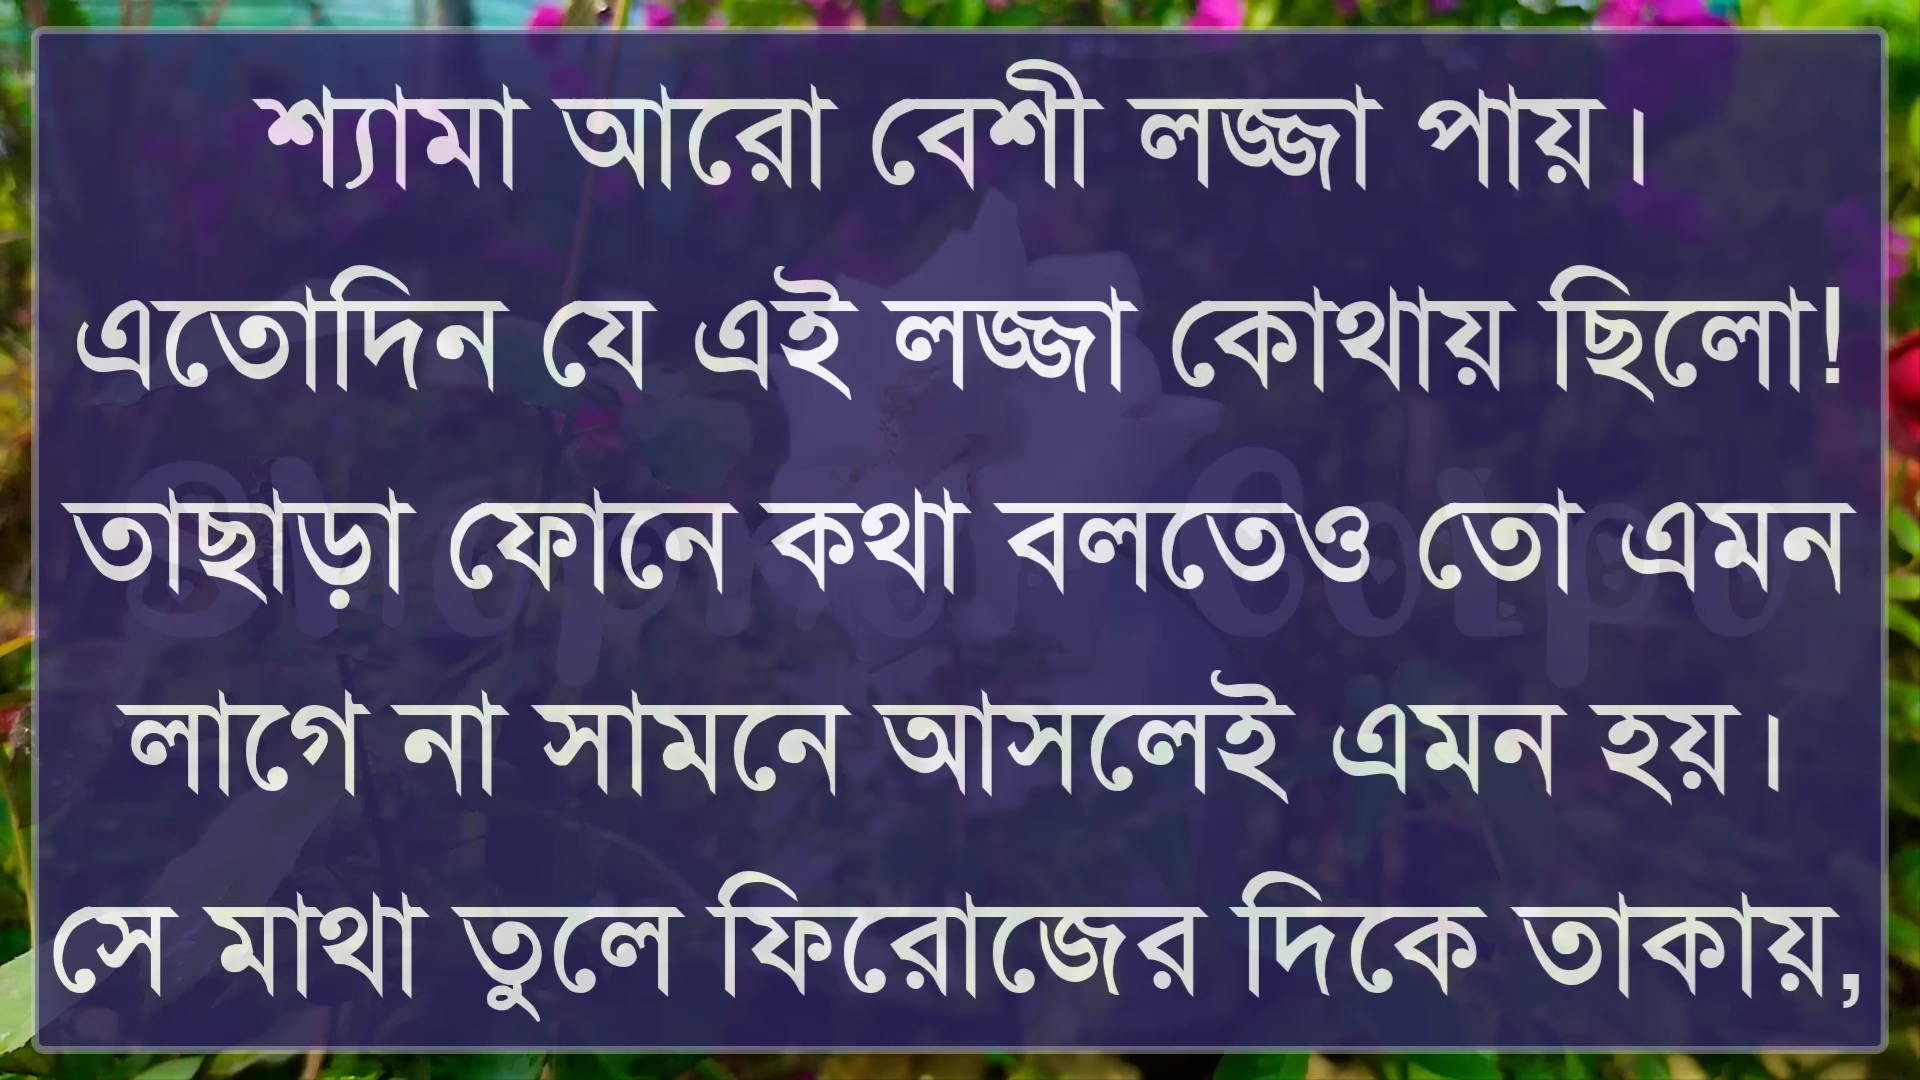 শ্যামা আরো বেশী লজ্জা পায়।
এতোদিন যে এই লজ্জা কোথায় ছিলো!
তাছাড়া ফোনে কথা বলতেও তো এমন
লাগে না সামনে আসলেই এমন হয়।
সে মাথা তুলে ফিরোজের দিকে তাকায়,